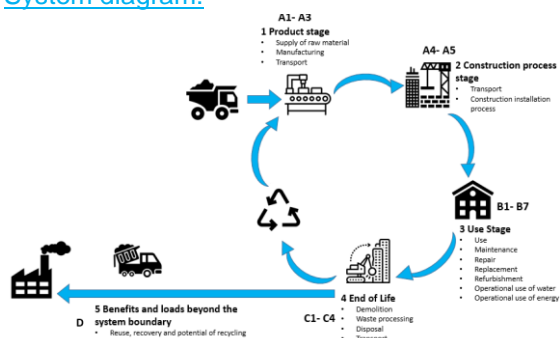 System diagram:
A1- A3
1 Product stage
• Supply of raw material
• Manufacturing
• Transport
A4- A5
2 Construction process
stage
• Transport
• Construction installation
process
B1- B7
3 Use Stage
• Use
• Maintenance
• Repair
• Replacement
• Refurbishment
• Operational use of water
• Operational use of energy
4 End of Life
C1- C4
• Demolition
• Waste processing
• Disposal
• Transport
5 Benefits and loads beyond the
D system boundary
• Reuse, recovery and potential of recycling